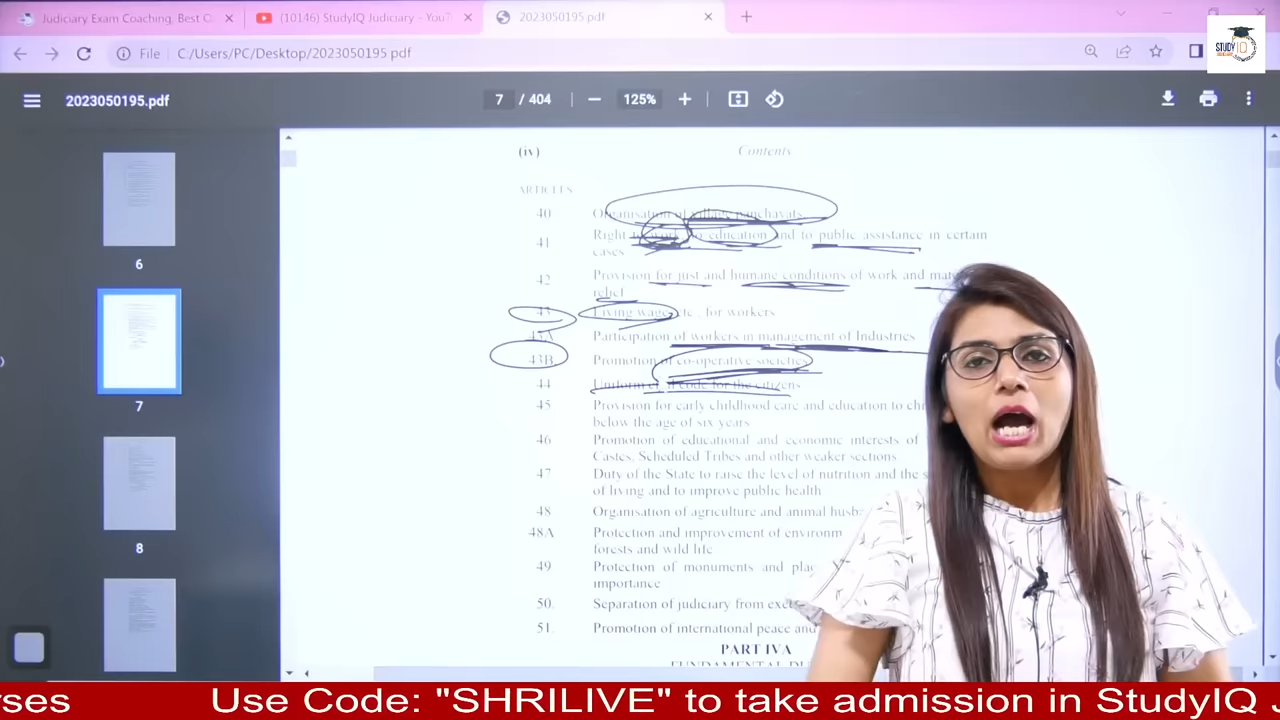 Judiciary Exam Coaching, Best C
(10146) StudyIQ Judiciary - YouT
2023050195.pdf
File C:/Users/PC/Desktop/2023050195.pdf
STUDY IQ
2023050195.pdf
7 / 404
125%
6
7
8
(iv) Contents
ARTICLES
40 Organisation of village panchayats
41 Right to work, to education and to public assistance in certain
cases
42 Provision for just and humane conditions of work and mat
relief
43 Living wage, etc., for workers
43A Participation of workers in management of Industries
43B Promotion of co-operative societies
44 Uniform civil code for the citizens
45 Provision for early childhood care and education to chi
below the age of six years
46 Promotion of educational and economic interests of
Castes, Scheduled Tribes and other weaker sections
47 Duty of the State to raise the level of nutrition and the s
of living and to improve public health
48 Organisation of agriculture and animal husba
48A Protection and improvement of environm
forests and wild life
49 Protection of monuments and pla
importance
50. Separation of judiciary from exec
51. Promotion of international peace and
PART IVA
FUNDAMENTAL DU
rses Use Code: "SHRILIVE" to take admission in StudyIQ J